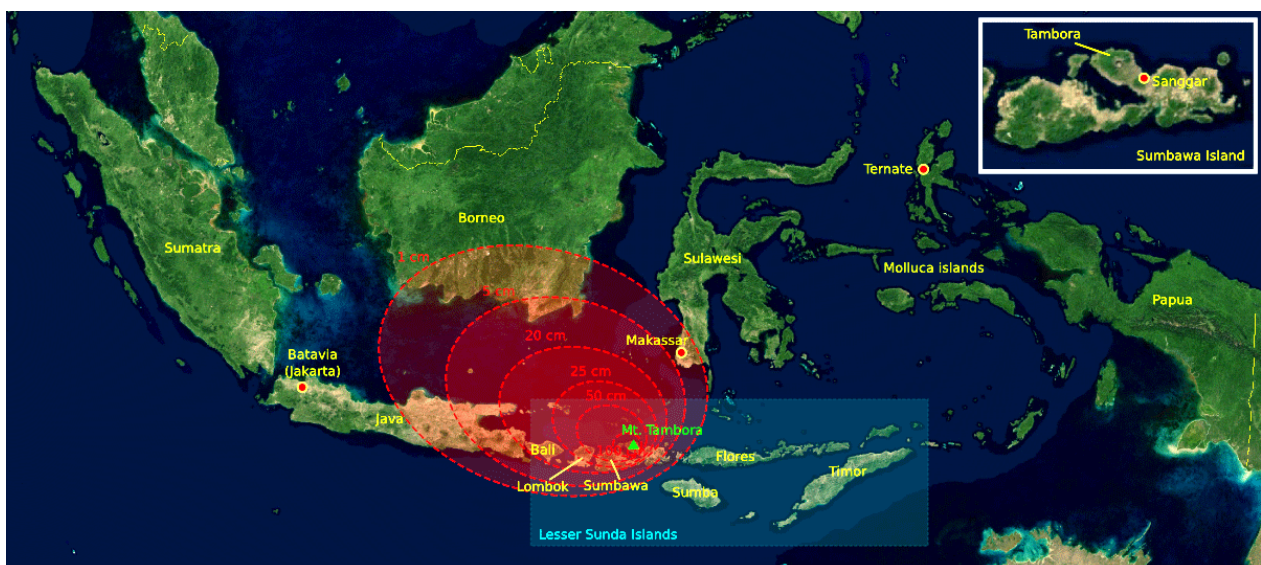 Tambora
Sanggar
Sumbawa Island
Ternate
Borneo
Sumatra
1 cm
Sulawesi
Molluca islands
5 cm
Papua
20 cm
Makassar
Batavia
(Jakarta)
25 cm
50 cm
Java
Mt. Tambora
Bali
Flores
Timor
Lombok
Sumbawa
Sumba
Lesser Sunda Islands